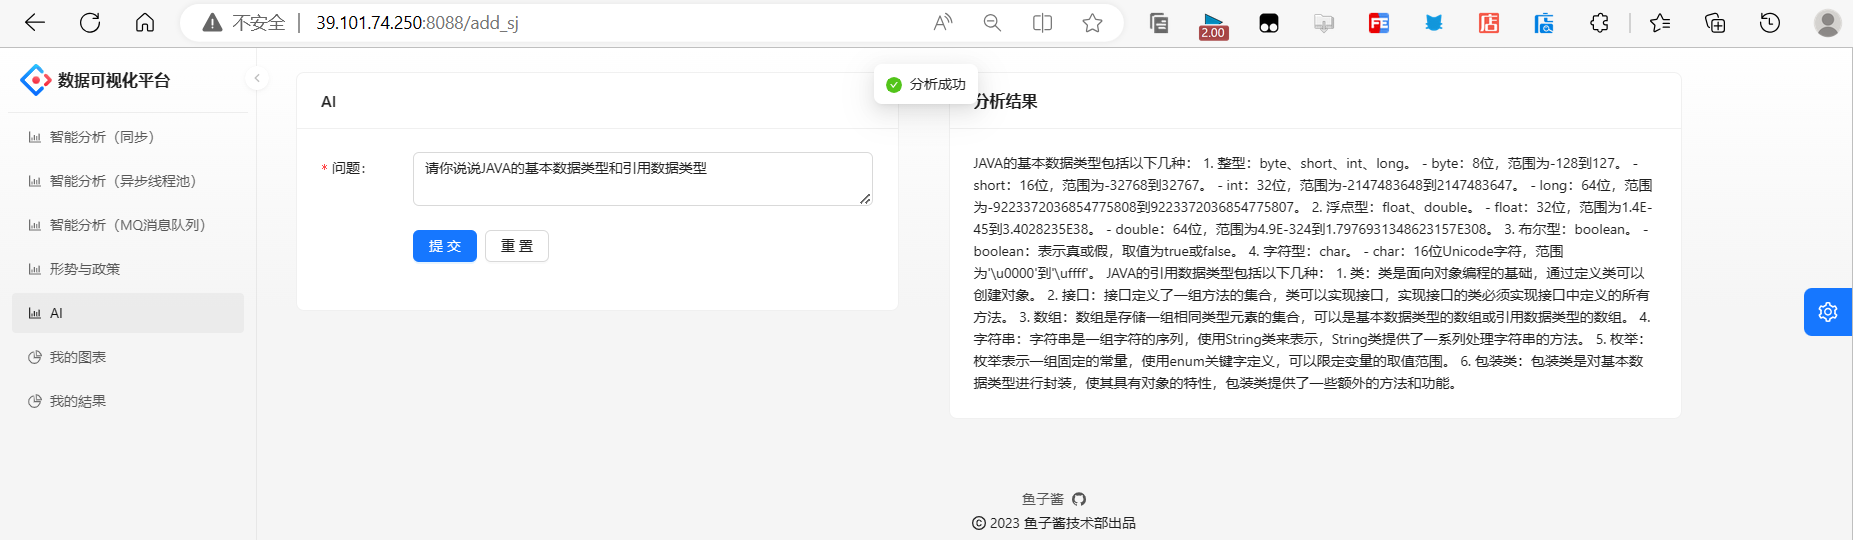 不安全 | 39.101.74.250:8088/add_sj
2.00
数据可视化平台
智能分析（同步）
智能分析（异步线程池）
智能分析（MQ消息队列）
形势与政策
AI
我的图表
我的結果
分析成功
AI
* 问题：
请你说说JAVA的基本数据类型和引用数据类型
提 交
重 置
分析结果
JAVA的基本数据类型包括以下几种： 1. 整型：byte、short、int、long。 - byte：8位，范围为-128到127。 -
short：16位，范围为-32768到32767。 - int：32位，范围为-2147483648到2147483647。 - long：64位，范围
为-9223372036854775808到9223372036854775807。 2. 浮点型：float、double。 - float：32位，范围为1.4E-
45到3.4028235E38。 - double：64位，范围为4.9E-324到1.7976931348623157E308。 3. 布尔型：boolean。 -
boolean：表示真或假，取值为true或false。 4. 字符型：char。 - char：16位Unicode字符，范围
为'\u0000'到'\uffff'。 JAVA的引用数据类型包括以下几种： 1. 类：类是面向对象编程的基础，通过定义类可以
创建对象。 2. 接口：接口定义了一组方法的集合，类可以实现接口，实现接口的类必须实现接口中定义的所有
方法。 3. 数组：数组是存储一组相同类型元素的集合，可以是基本数据类型的数组或引用数据类型的数组。 4.
字符串：字符串是一组字符的序列，使用String类来表示，String类提供了一系列处理字符串的方法。 5. 枚举：
枚举表示一组固定的常量，使用enum关键字定义，可以限定变量的取值范围。 6. 包装类：包装类是对基本数
据类型进行封装，使其具有对象的特性，包装类提供了一些额外的方法和功能。
鱼子酱
© 2023 鱼子酱技术部出品